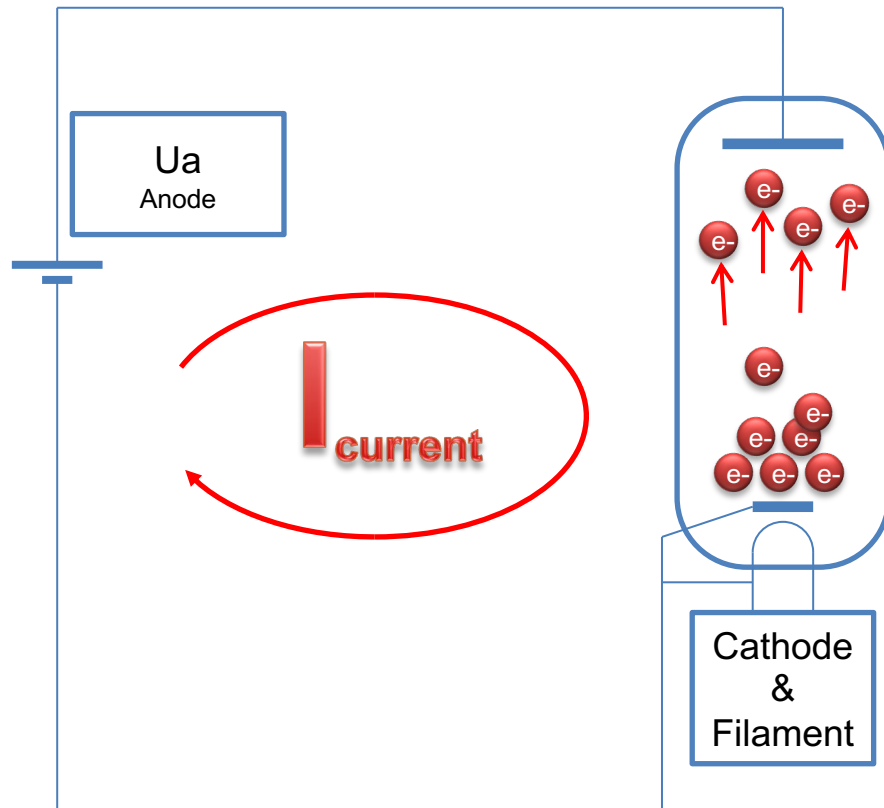 Ua
Anode
e-
e-
e-
e-
I current
e-
e-
e-
e-
e-
e-
e-
Cathode
&
Filament